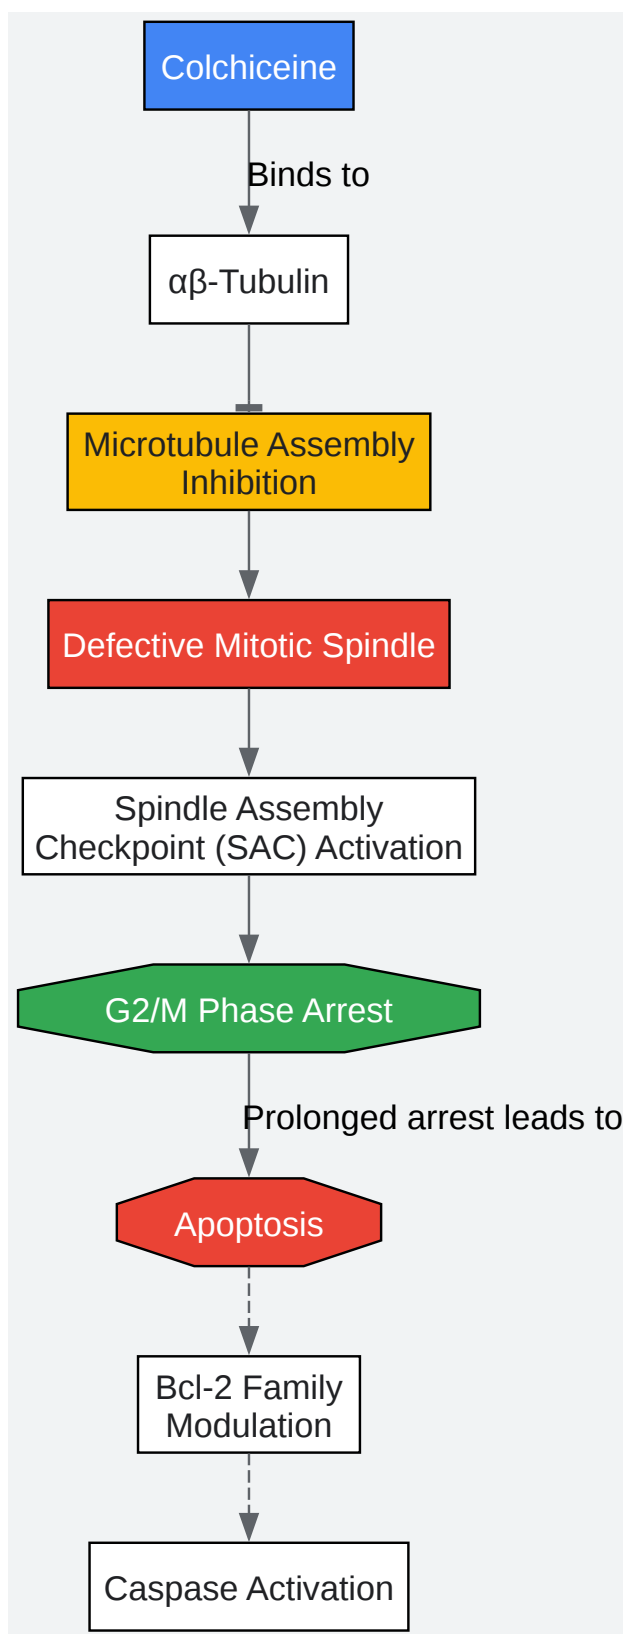 Colchiceine
Binds to
αβ-Tubulin
Microtubule Assembly
Inhibition
Defective Mitotic Spindle
Spindle Assembly
Checkpoint (SAC) Activation
G2/M Phase Arrest
Prolonged arrest leads to
Apoptosis
Bcl-2 Family
Modulation
Caspase Activation